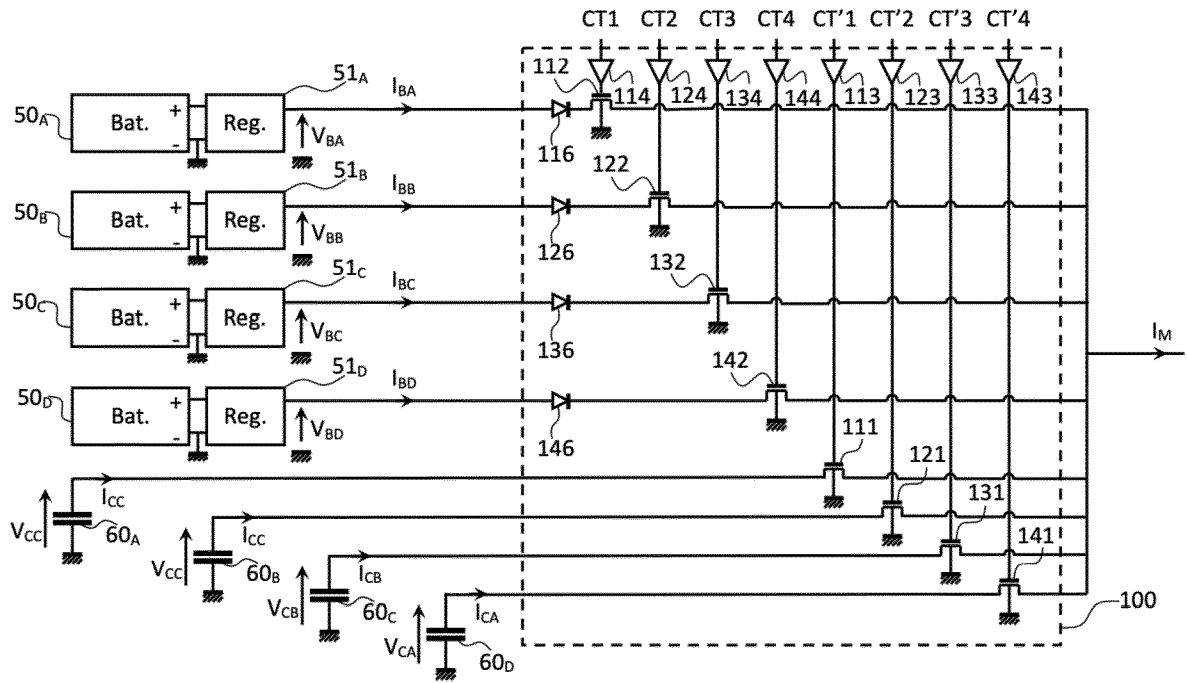 CT1 CT2 CT3 CT4 CT’1 CT’2 CT’3 CT’4
112 114 124 134 144 113 123 133 143
50A Bat. + - 51A Reg. IBA VBA 116
122
50B Bat. + - 51B Reg. IBB VBB 126
132
50C Bat. + - 51C Reg. IBC VBC 136
IM
142
50D Bat. + - 51D Reg. IBD VBD 146
111
121
131
141
VCC ICC 60A
VCC ICC 60B
VCB ICB 60C
VCA ICA 60D
100